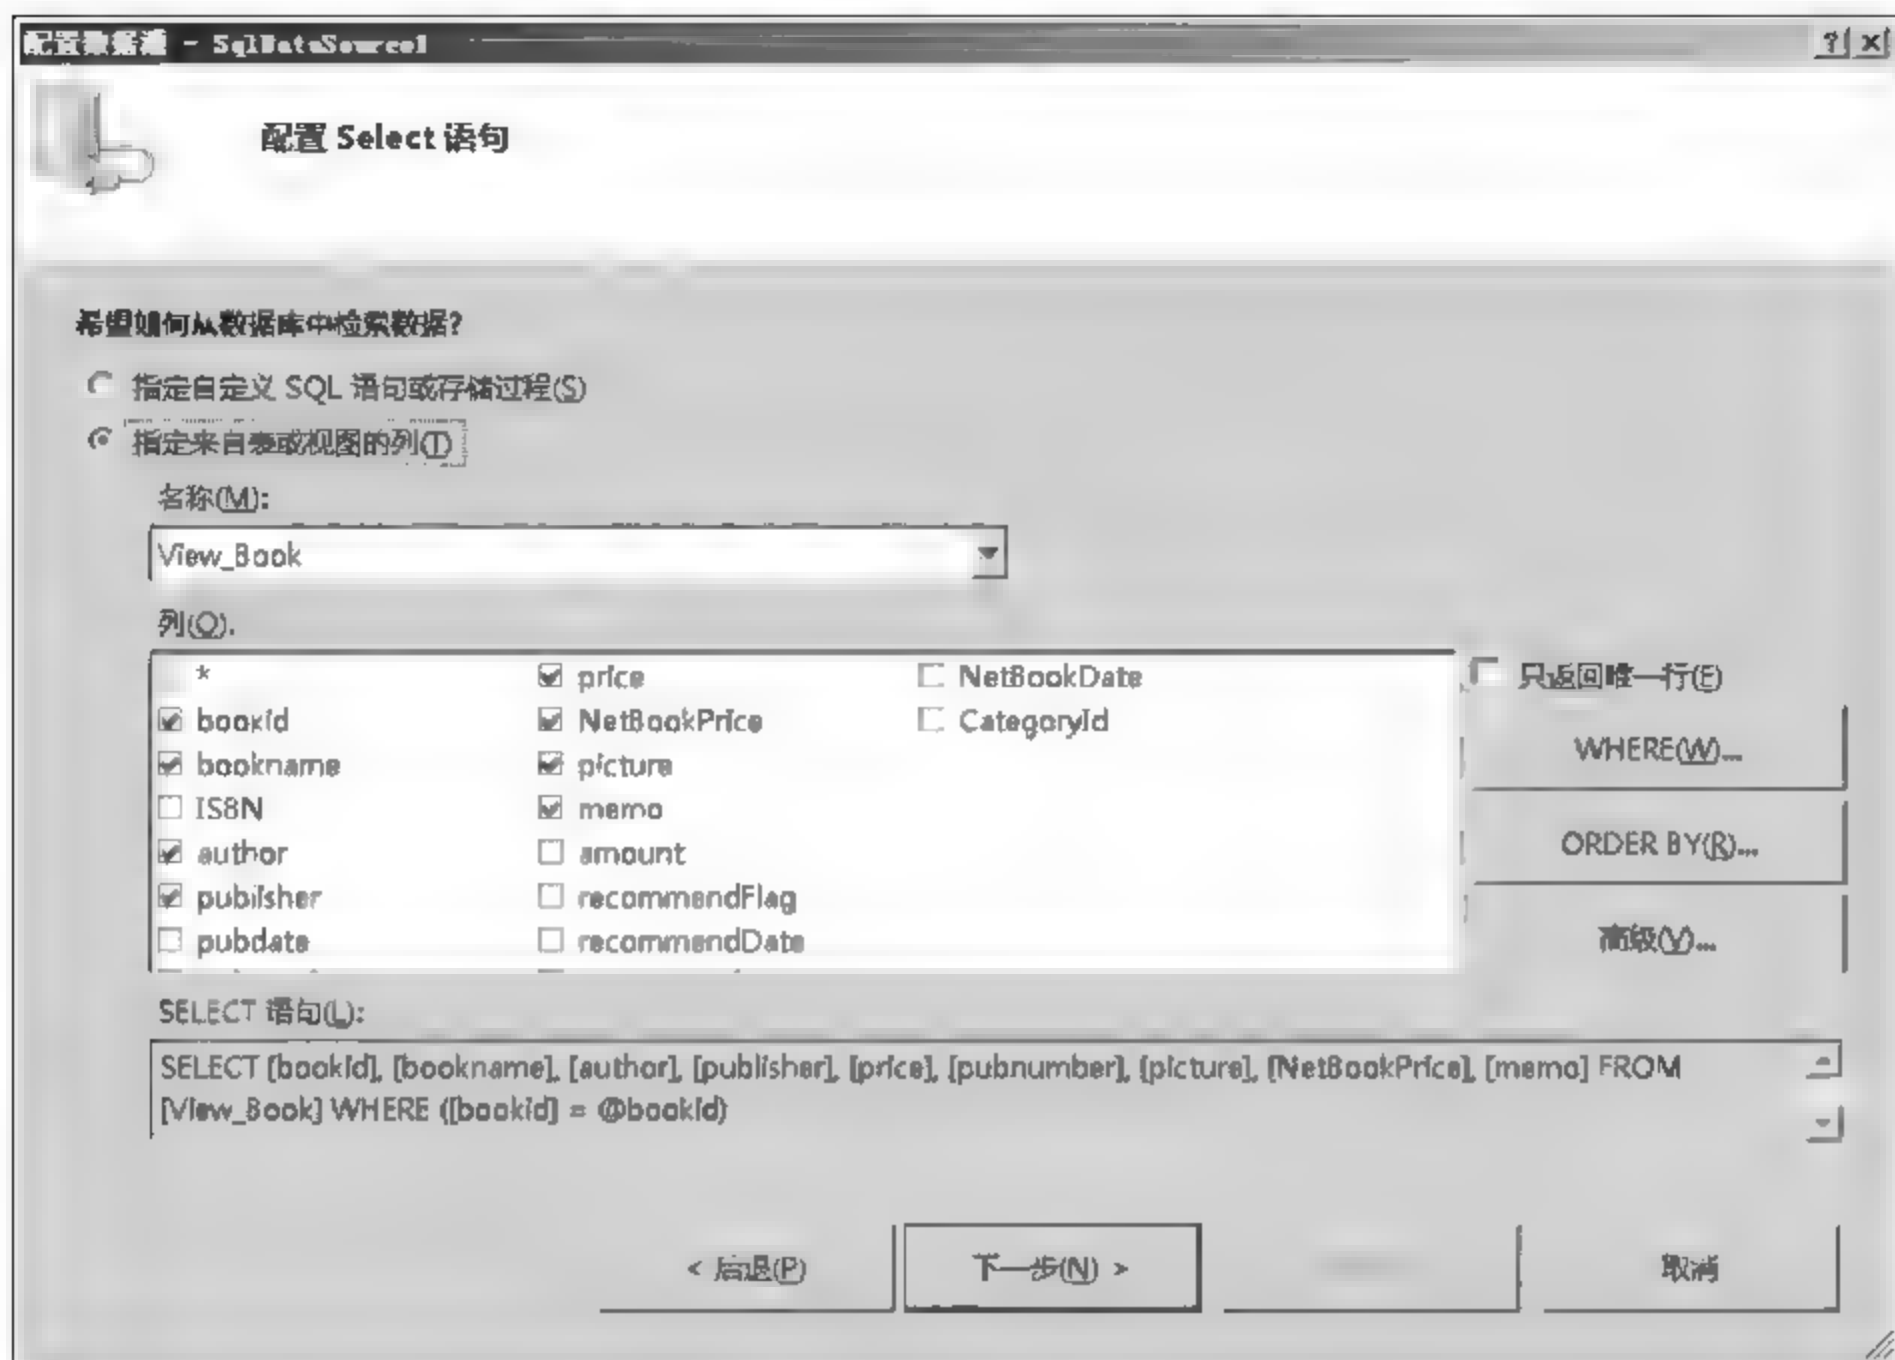 配置数据源 - SqlDataSource1
配置 Select 语句
希望如何从数据库中检索数据?
指定自定义 SQL 语句或存储过程(S)
指定来自表或视图的列(T)
名称(M):
View_Book
列(O):
* price NetBookDate 只返回唯一行(E)
bookid NetBookPrice CategoryId
bookname picture WHERE(W)...
ISBN memo
author amount ORDER BY(R)...
publisher recommendFlag
pubdate recommendDate 高级(V)...
SELECT 语句(L):
SELECT [bookid], [bookname], [author], [publisher], [price], [pubnumber], [picture], [NetBookPrice], [memo] FROM
[View_Book] WHERE ([bookid] = @bookid)
< 后退(P) 下一步(N) > 取消